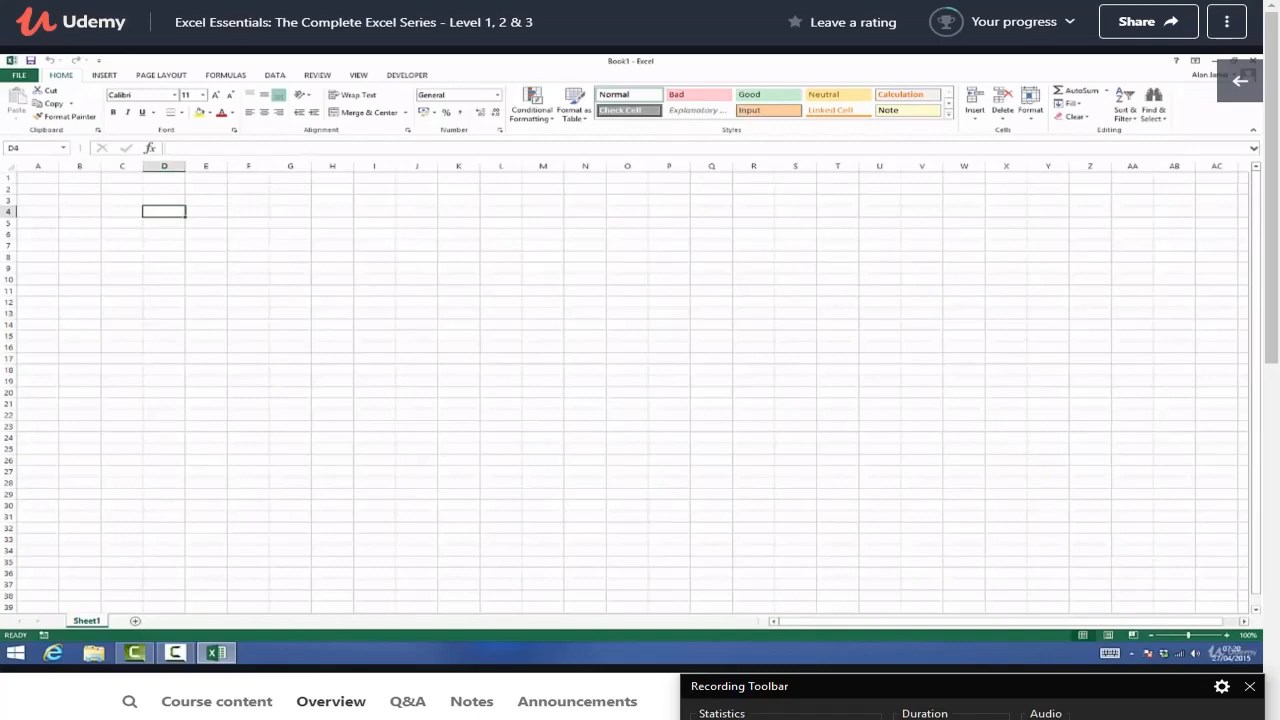 Udemy
Excel Essentials: The Complete Excel Series - Level 1, 2 & 3
Leave a rating
Your progress
Share
Book1 - Excel
?
FILE HOME INSERT PAGE LAYOUT FORMULAS DATA REVIEW VIEW DEVELOPER
Cut
Copy
Format Painter
Paste
Clipboard
Calibri 11
B I U
Font
Wrap Text
Merge & Center
Alignment
General
%
Number
Conditional Formatting
Format as Table
Normal Bad Good Neutral Calculation
Check Cell Explanatory ... Input Linked Cell Note
Styles
Insert Delete Format
Cells
AutoSum
Fill
Clear
Sort & Filter
Find & Select
Editing
D4
fx
A B C D E F G H I J K L M N O P Q R S T U V W X Y Z AA AB AC
1
2
3
4
5
6
7
8
9
10
11
12
13
14
15
16
17
18
19
20
21
22
23
24
25
26
27
28
29
30
31
32
33
34
35
36
37
38
39
Sheet1
READY
100%
07:20
27/04/2015
Course content Overview Q&A Notes Announcements
Recording Toolbar
Statistics Duration Audio